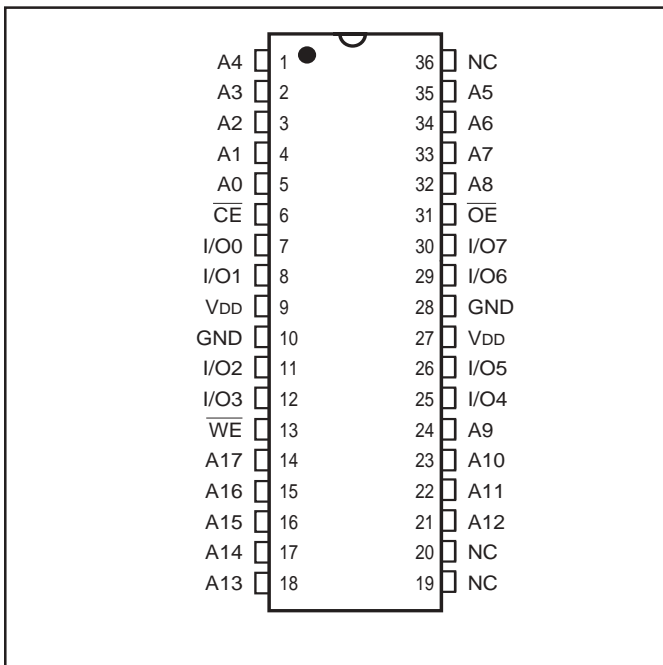 A4 1 36 NC
A3 2 35 A5
A2 3 34 A6
A1 4 33 A7
A0 5 32 A8
C̅E̅ 6 31 O̅E̅
I/O0 7 30 I/O7
I/O1 8 29 I/O6
VDD 9 28 GND
GND 10 27 VDD
I/O2 11 26 I/O5
I/O3 12 25 I/O4
W̅E̅ 13 24 A9
A17 14 23 A10
A16 15 22 A11
A15 16 21 A12
A14 17 20 NC
A13 18 19 NC